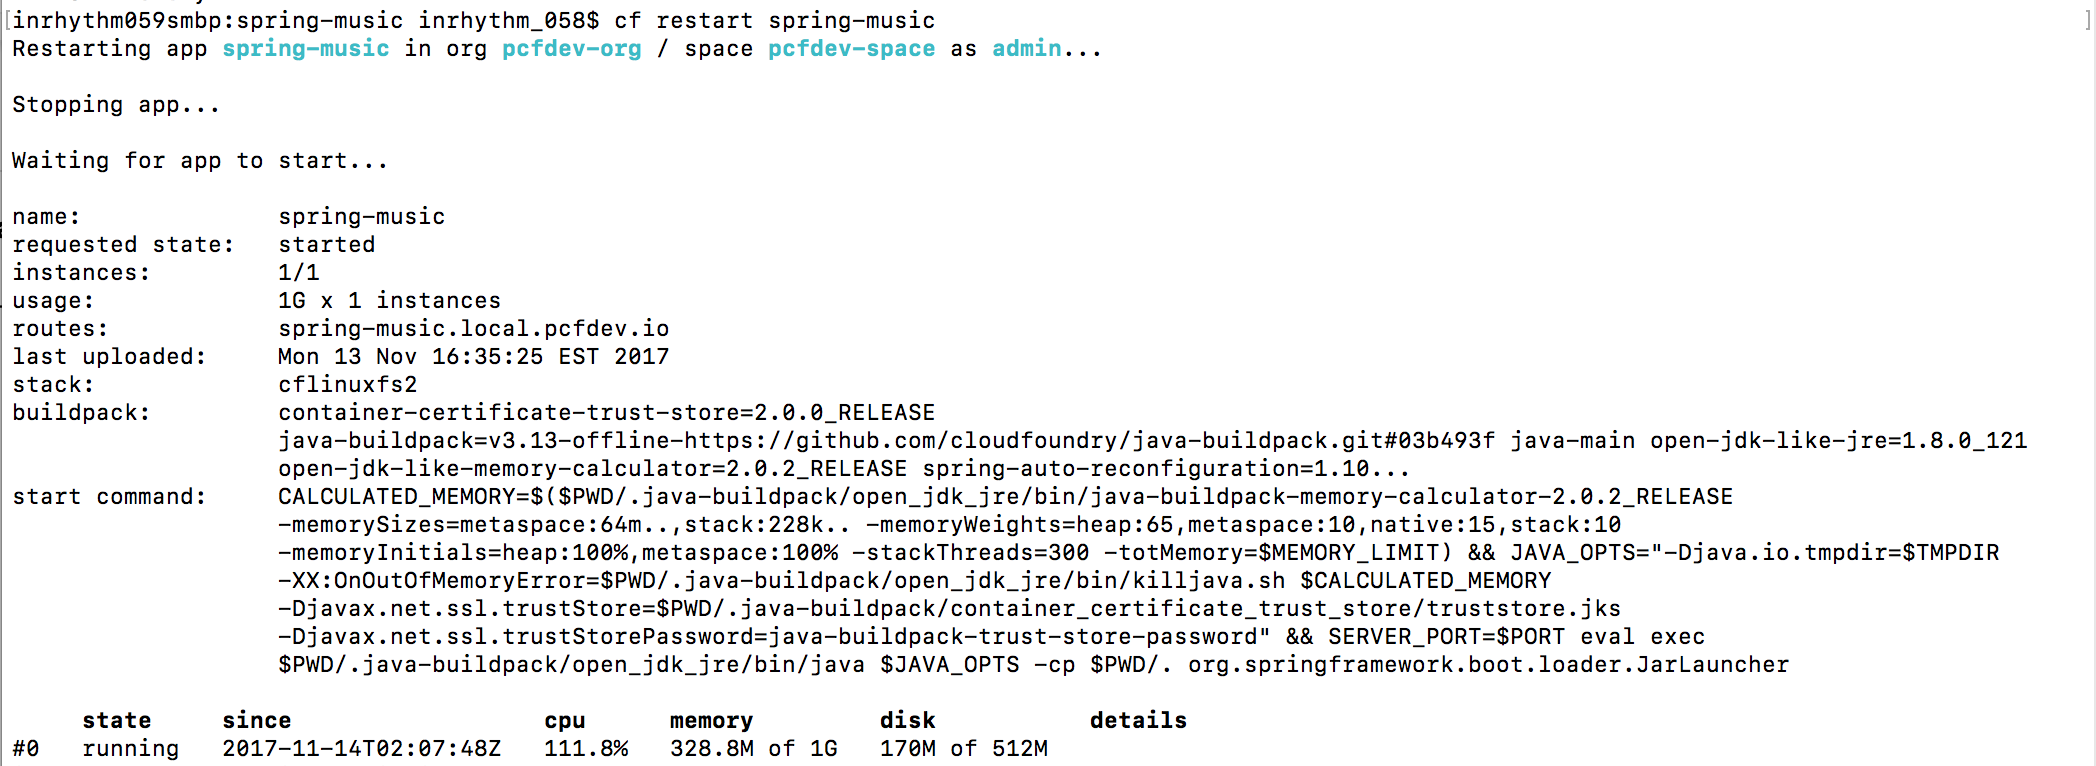 [inrhythm059smbp:spring-music inrhythm_058$ cf restart spring-music ]
Restarting app spring-music in org pcfdev-org / space pcfdev-space as admin...
Stopping app...
Waiting for app to start...
name: spring-music
requested state: started
instances: 1/1
usage: 1G x 1 instances
routes: spring-music.local.pcfdev.io
last uploaded: Mon 13 Nov 16:35:25 EST 2017
stack: cflinuxfs2
buildpack: container-certificate-trust-store=2.0.0_RELEASE
java-buildpack=v3.13-offline-https://github.com/cloudfoundry/java-buildpack.git#03b493f java-main open-jdk-like-jre=1.8.0_121
open-jdk-like-memory-calculator=2.0.2_RELEASE spring-auto-reconfiguration=1.10...
start command: CALCULATED_MEMORY=$($PWD/.java-buildpack/open_jdk_jre/bin/java-buildpack-memory-calculator-2.0.2_RELEASE
-memorySizes=metaspace:64m..,stack:228k.. -memoryWeights=heap:65,metaspace:10,native:15,stack:10
-memoryInitials=heap:100%,metaspace:100% -stackThreads=300 -totMemory=$MEMORY_LIMIT) && JAVA_OPTS="-Djava.io.tmpdir=$TMPDIR
-XX:OnOutOfMemoryError=$PWD/.java-buildpack/open_jdk_jre/bin/killjava.sh $CALCULATED_MEMORY
-Djavax.net.ssl.trustStore=$PWD/.java-buildpack/container_certificate_trust_store/truststore.jks
-Djavax.net.ssl.trustStorePassword=java-buildpack-trust-store-password" && SERVER_PORT=$PORT eval exec
$PWD/.java-buildpack/open_jdk_jre/bin/java $JAVA_OPTS -cp $PWD/. org.springframework.boot.loader.JarLauncher
state since cpu memory disk details
#0 running 2017-11-14T02:07:48Z 111.8% 328.8M of 1G 170M of 512M